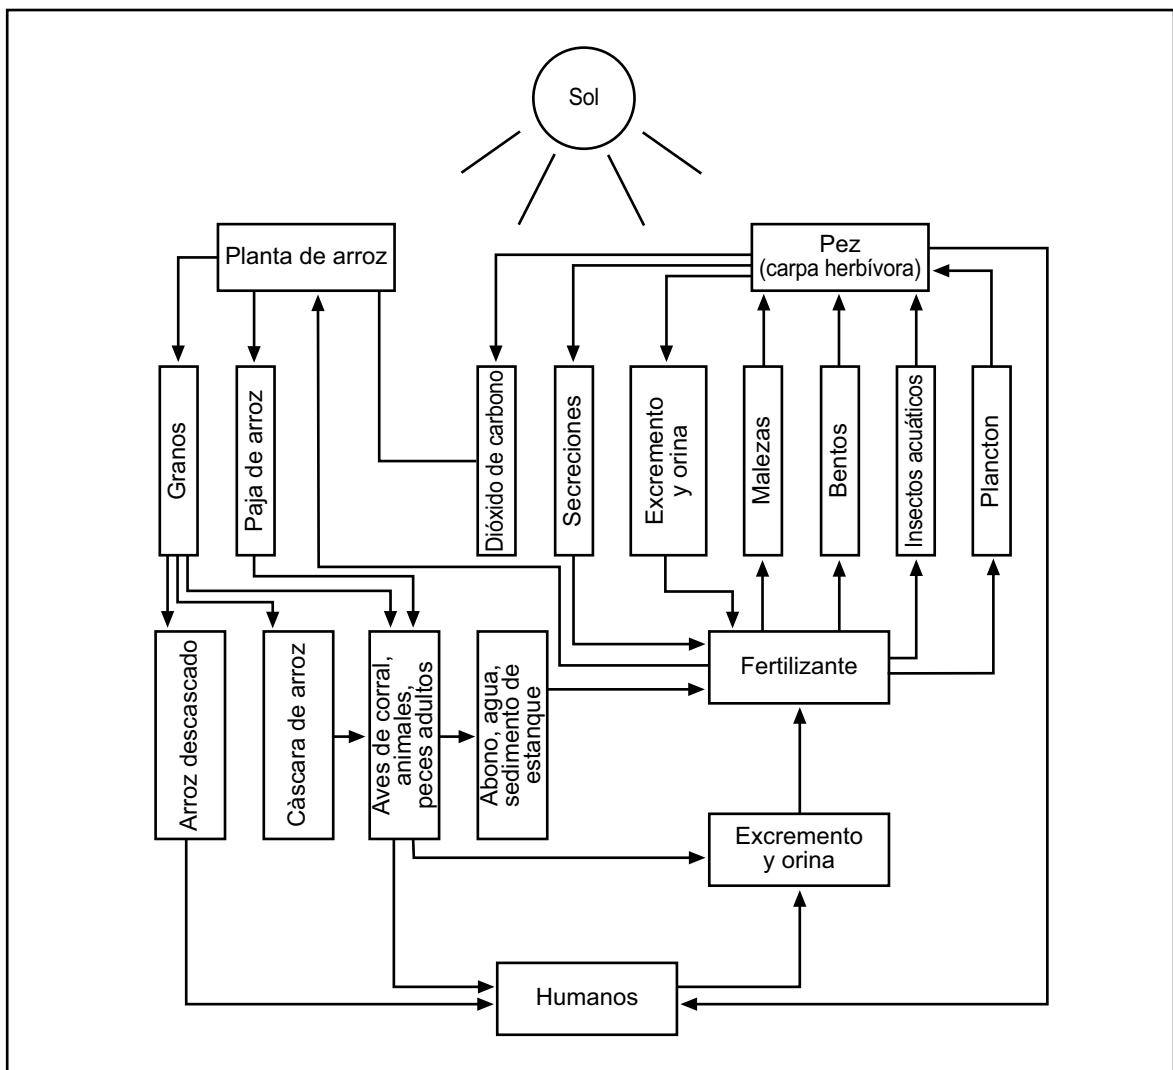 Sol
Planta de arroz
Pez
(carpa herbívora)
Granos
Paja de arroz
Dióxido de carbono
Secreciones
Excremento
y orina
Malezas
Bentos
Insectos acuáticos
Plancton
Arroz descascado
Càscara de arroz
Aves de corral,
animales,
peces adultos
Abono, agua,
sedimento de
estanque
Fertilizante
Excremento
y orina
Humanos